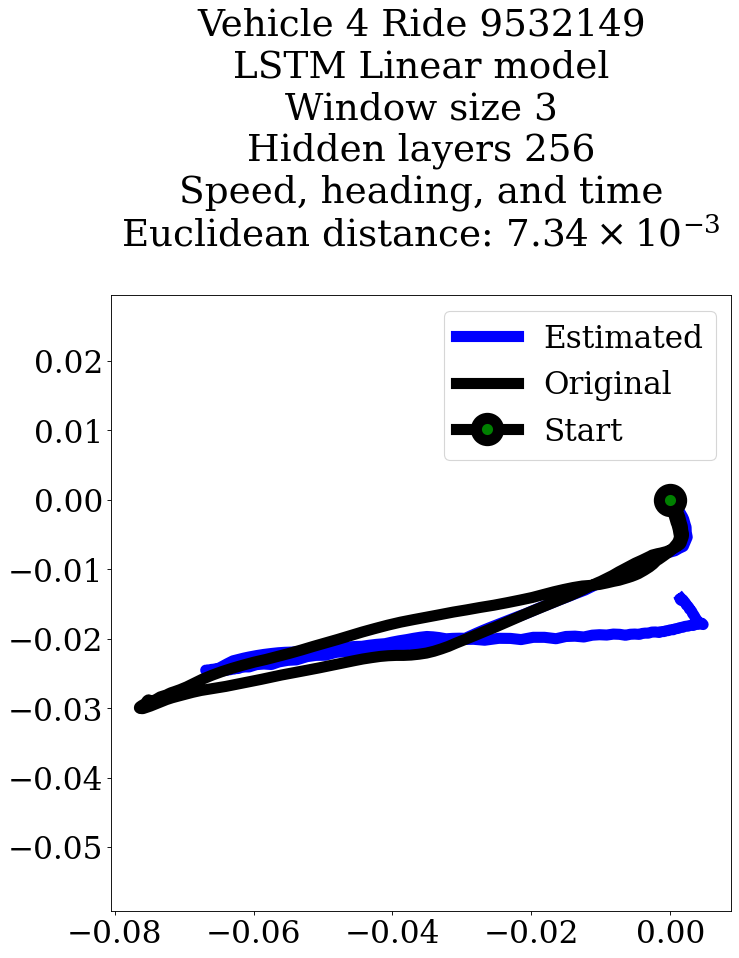 Vehicle 4 Ride 9532149
LSTM Linear model
Window size 3
Hidden layers 256
Speed, heading, and time
Euclidean distance: 7.34 × 10⁻³
Estimated
Original
Start
0.02
0.01
0.00
−0.01
−0.02
−0.03
−0.04
−0.05
−0.08 −0.06 −0.04 −0.02 0.00